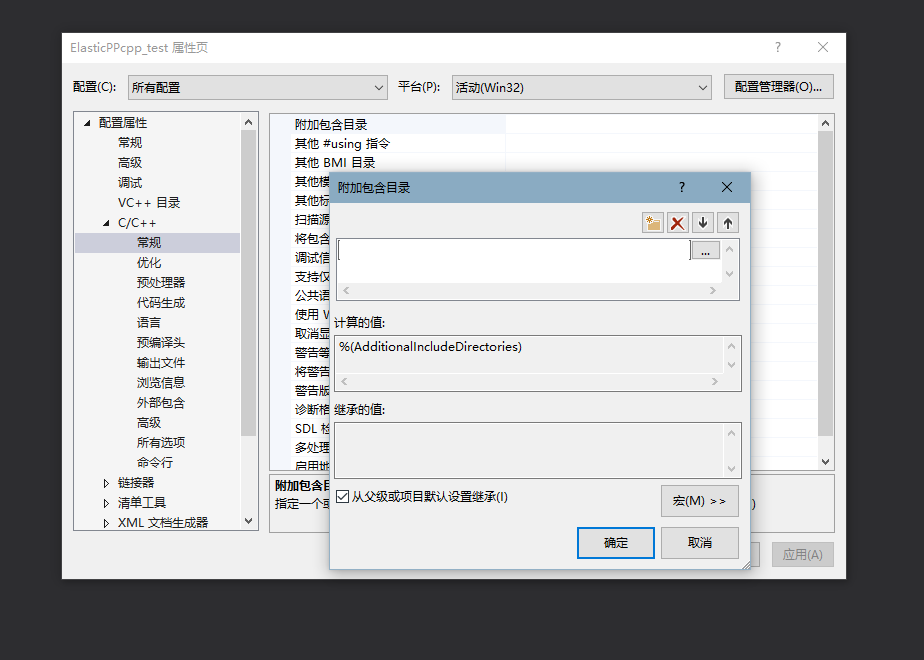 ElasticPPcpp_test 属性页
配置(C): 所有配置 平台(P): 活动(Win32) 配置管理器(O)...
配置属性
常规
高级
调试
VC++ 目录
C/C++
常规
优化
预处理器
代码生成
语言
预编译头
输出文件
浏览信息
外部包含
高级
所有选项
命令行
链接器
清单工具
XML 文档生成器
附加包含目录
其他 #using 指令
其他 BMI 目录
其他模
其他标
扫描源
将包含
调试信
支持仅
公共语
使用 W
取消显
警告等
将警告
警告版
诊断格
SDL 检
多处理
启用地
附加包含目
指定一个或
附加包含目录
...
计算的值:
%(AdditionalIncludeDirectories)
继承的值:
从父级或项目默认设置继承(I)
宏(M) >>
确定 取消
应用(A)